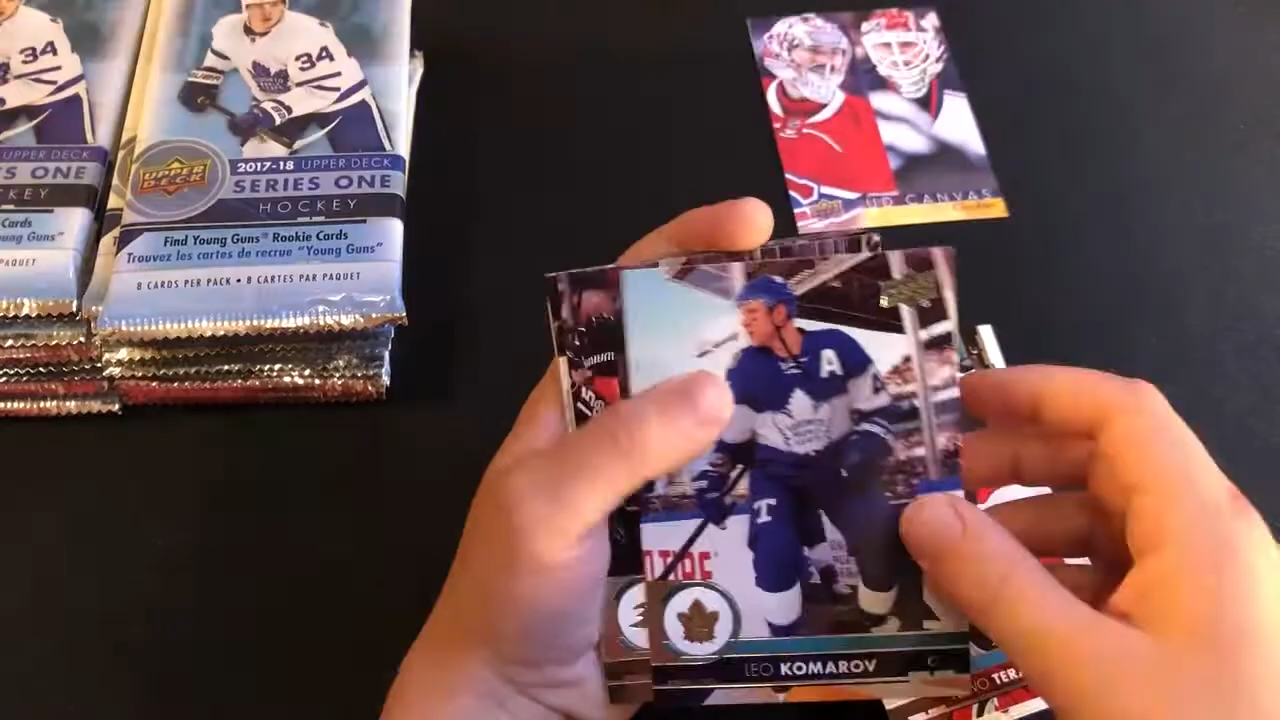 34
34
UPPER DECK
S ONE
KEY
Cards
oung Guns"
PAQUET
UPPER
D·E·C·K
2017-18 UPPER DECK
SERIES ONE
HOCKEY
Find Young Guns® Rookie Cards
Trouvez les cartes de recrue "Young Guns"
8 CARDS PER PACK • 8 CARTES PAR PAQUET
UD CANVAS
A
T
LEO KOMAROV
NO TERA